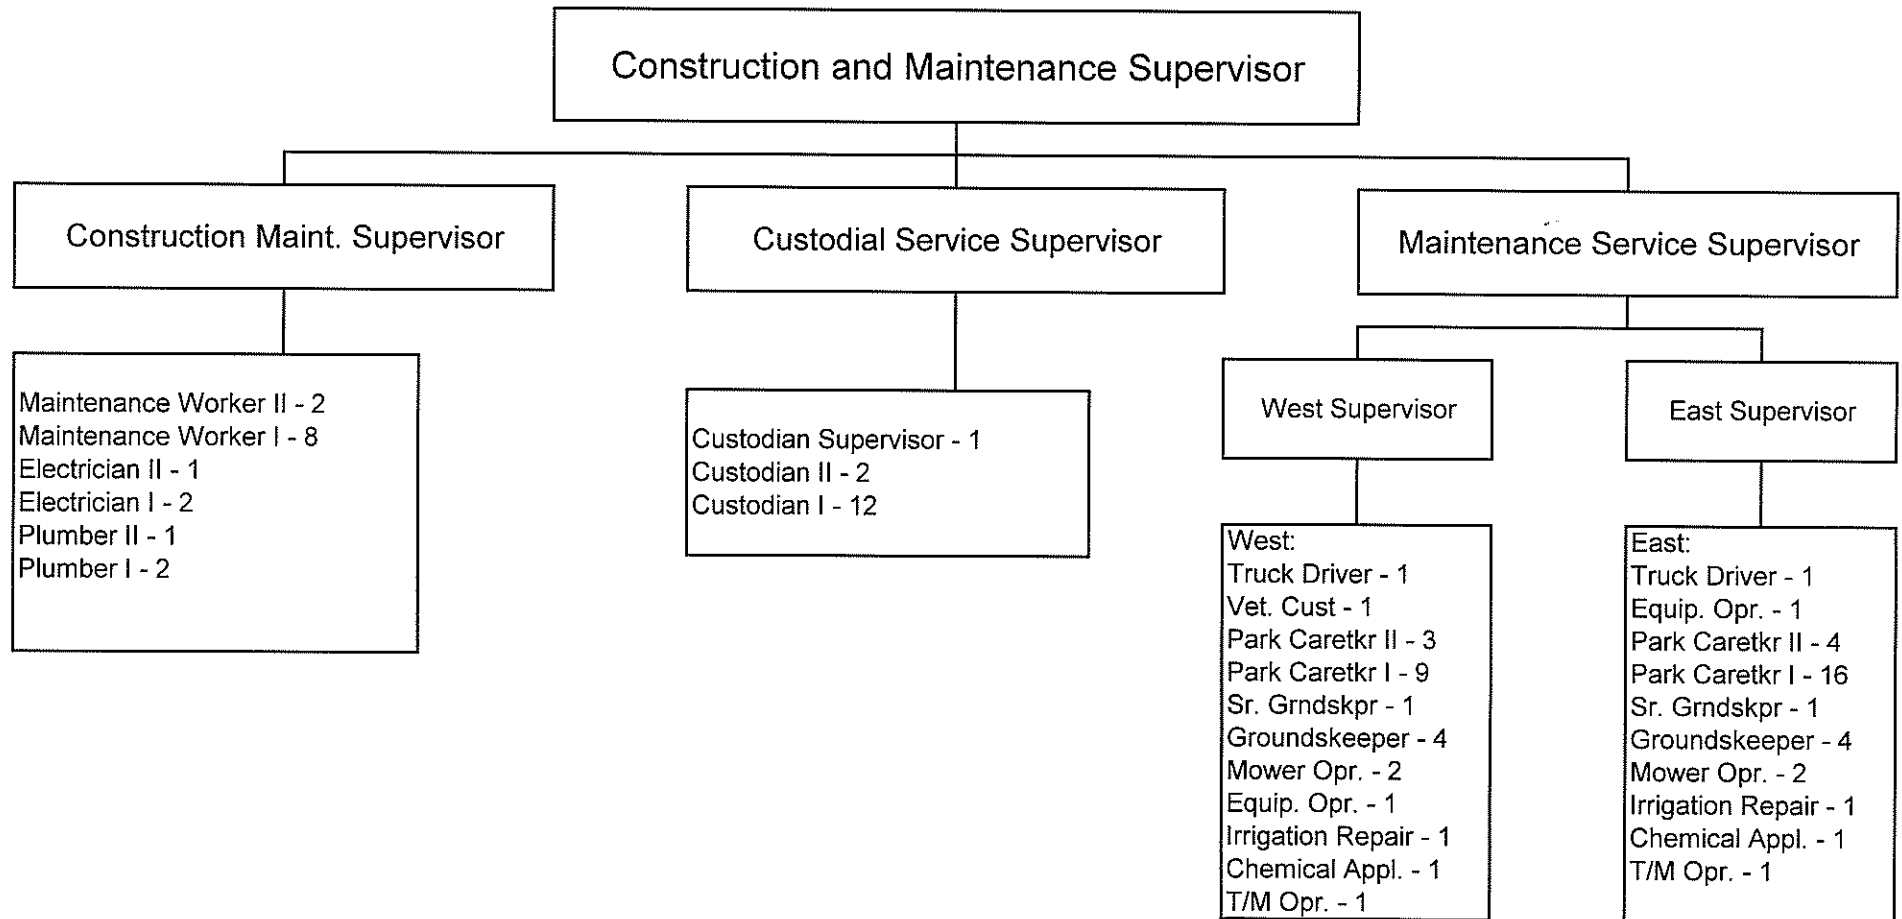 Construction and Maintenance Supervisor
Construction Maint. Supervisor
Custodial Service Supervisor
Maintenance Service Supervisor
Maintenance Worker II - 2
Maintenance Worker I - 8
Electrician II - 1
Electrician I - 2
Plumber II - 1
Plumber I - 2
Custodian Supervisor - 1
Custodian II - 2
Custodian I - 12
West Supervisor
East Supervisor
West:
Truck Driver - 1
Vet. Cust - 1
Park Caretkr II - 3
Park Caretkr I - 9
Sr. Grndskpr - 1
Groundskeeper - 4
Mower Opr. - 2
Equip. Opr. - 1
Irrigation Repair - 1
Chemical Appl. - 1
T/M Opr. - 1
East:
Truck Driver - 1
Equip. Opr. - 1
Park Caretkr II - 4
Park Caretkr I - 16
Sr. Grndskpr - 1
Groundskeeper - 4
Mower Opr. - 2
Irrigation Repair - 1
Chemical Appl. - 1
T/M Opr. - 1